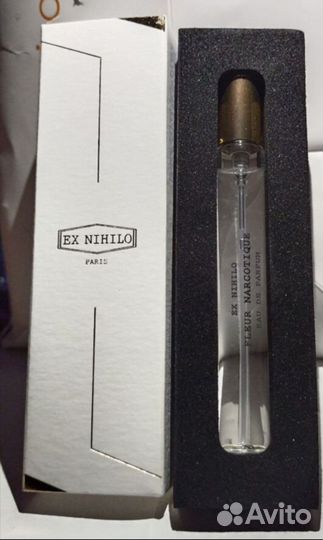 EX NIHILO
PARIS
EX NIHILO
FLEUR NARCOTIQUE
EAU DE PARFUM
Avito